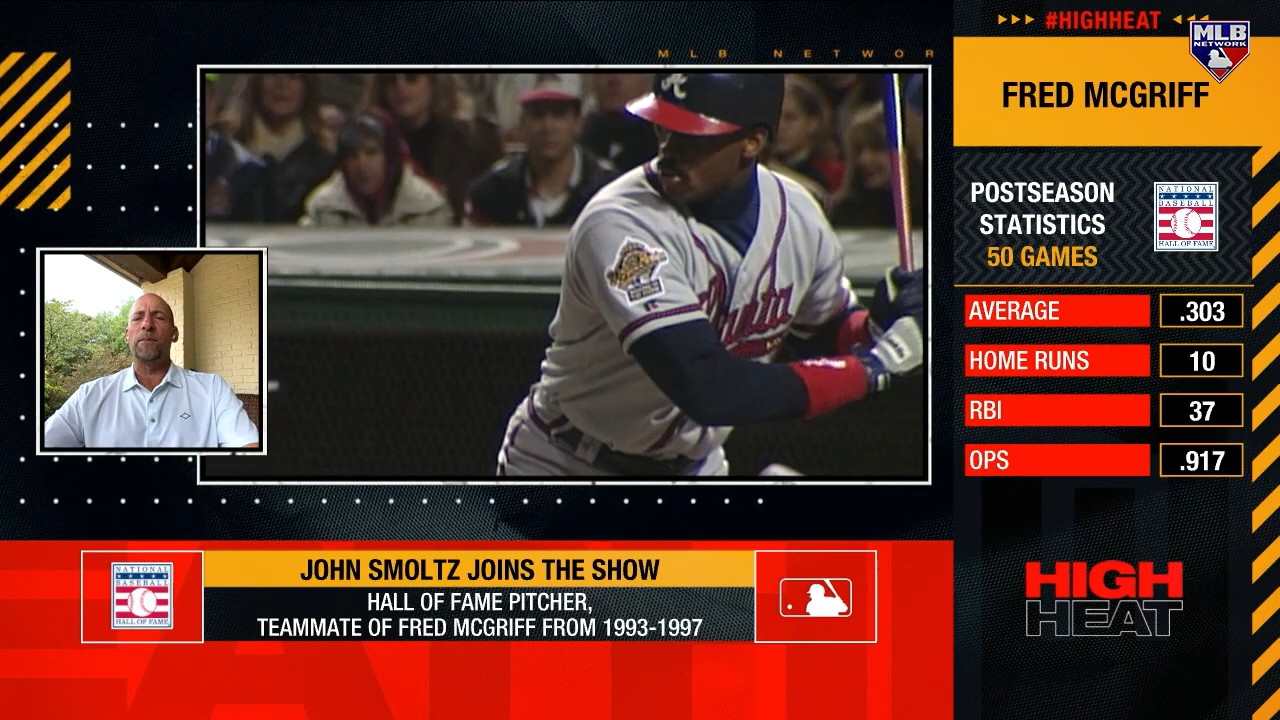 #HIGHHEAT
MLB
NETWORK
MLB NETWOR
FRED MCGRIFF
POSTSEASON
STATISTICS
50 GAMES
NATIONAL
BASEBALL
HALL OF FAME
AVERAGE .303
HOME RUNS 10
RBI 37
OPS .917
A
Atlanta
HIGH
HEAT
NATIONAL
BASEBALL
HALL OF FAME
JOHN SMOLTZ JOINS THE SHOW
HALL OF FAME PITCHER,
TEAMMATE OF FRED MCGRIFF FROM 1993-1997